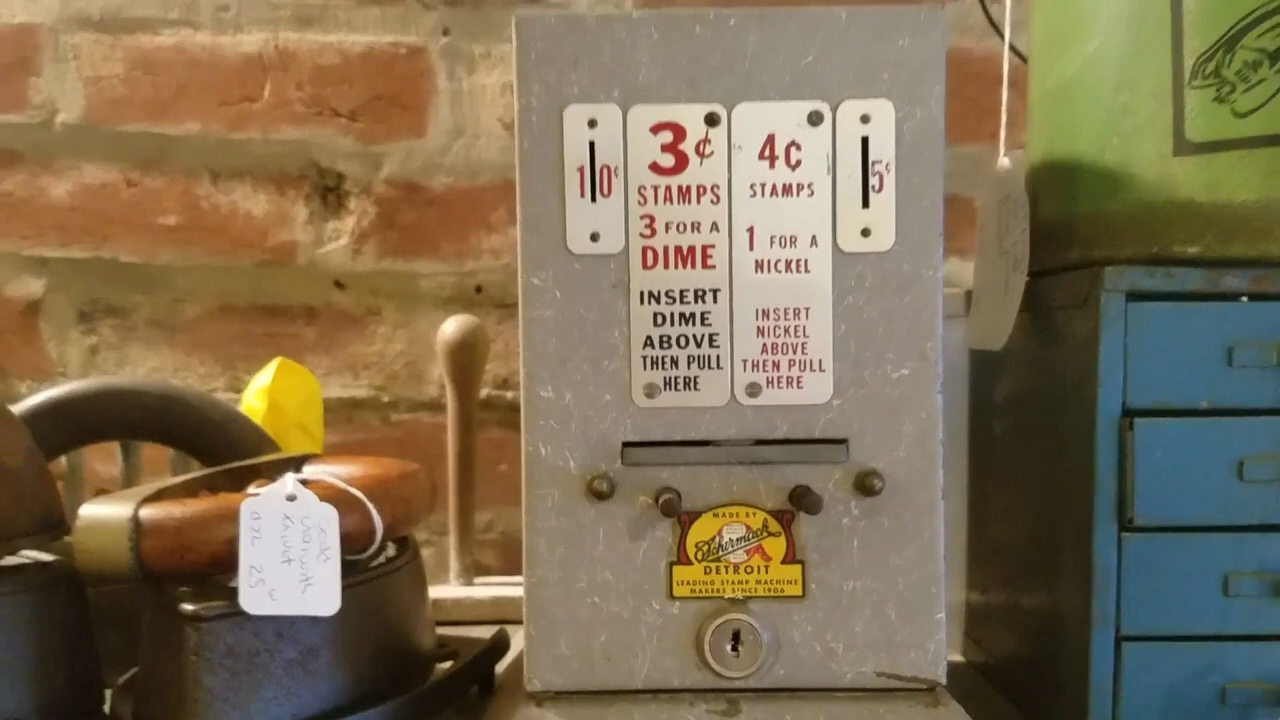 10¢
3¢
STAMPS
3 FOR A
DIME
INSERT
DIME
ABOVE
THEN PULL
HERE
4¢
STAMPS
1 FOR A
NICKEL
INSERT
NICKEL
ABOVE
THEN PULL
HERE
5¢
MADE BY
Schermack
DETROIT
LEADING STAMP MACHINE
MAKERS SINCE 1906